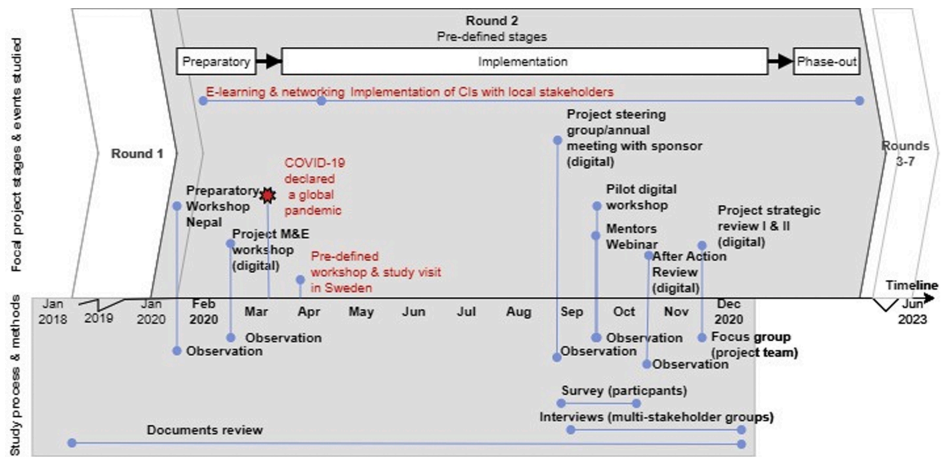 Focal project stages & events studied
Round 2
Pre-defined stages
Preparatory
Implementation
Phase-out
E-learning & networking
Implementation of CIs with local stakeholders
Round 1
Rounds
3-7
Preparatory
Workshop
Nepal
COVID-19
declared
a global
pandemic
Project M&E
workshop
(digital)
Pre-defined
workshop & study visit
in Sweden
Project steering
group/annual
meeting with sponsor
(digital)
Pilot digital
workshop
Mentors
Webinar
After Action
Review
(digital)
Project strategic
review I & II
(digital)
Timeline
Jan
2018
2019
Jan
2020
Feb
2020
Mar
Apr
May
Jun
Jul
Aug
Sep
Oct
Nov
Dec
2020
Jun
2023
Study process & methods
Observation
Observation
Observation
Observation
Observation
Focus group
(project team)
Survey (particpants)
Interviews (multi-stakeholder groups)
Documents review